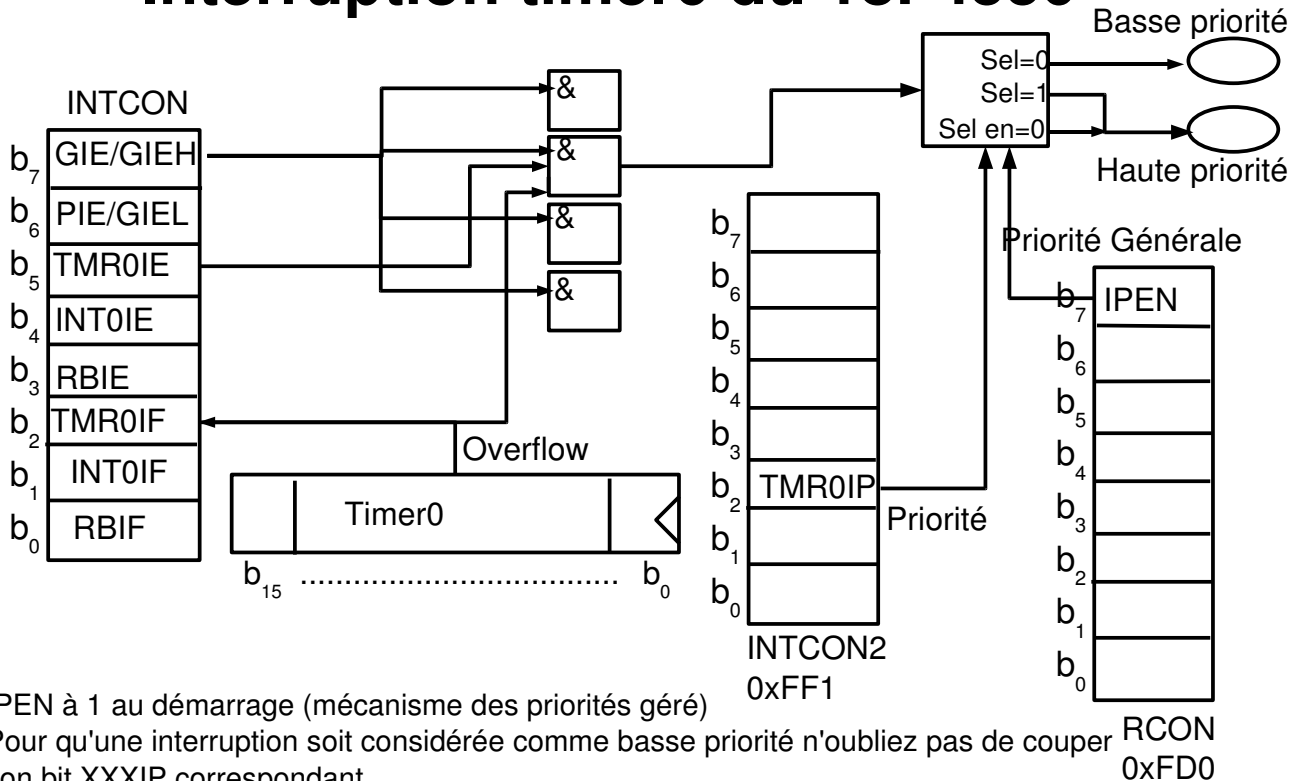 Basse priorité
Sel=0
Sel=1
Sel en=0
Haute priorité
INTCON
b7 GIE/GIEH
b6 PIE/GIEL
b5 TMR0IE
b4 INT0IE
b3 RBIE
b2 TMR0IF
b1 INT0IF
b0 RBIF
&
&
&
&
Overflow
Timer0
b15 ..................................... b0
b7
b6
b5
b4
b3
b2 TMR0IP
b1
b0
Priorité
INTCON2
0xFF1
Priorité Générale
b7 IPEN
b6
b5
b4
b3
b2
b1
b0
RCON
0xFD0
PEN à 1 au démarrage (mécanisme des priorités géré)
Pour qu'une interruption soit considérée comme basse priorité n'oubliez pas de couper
on bit XXXIP correspondant